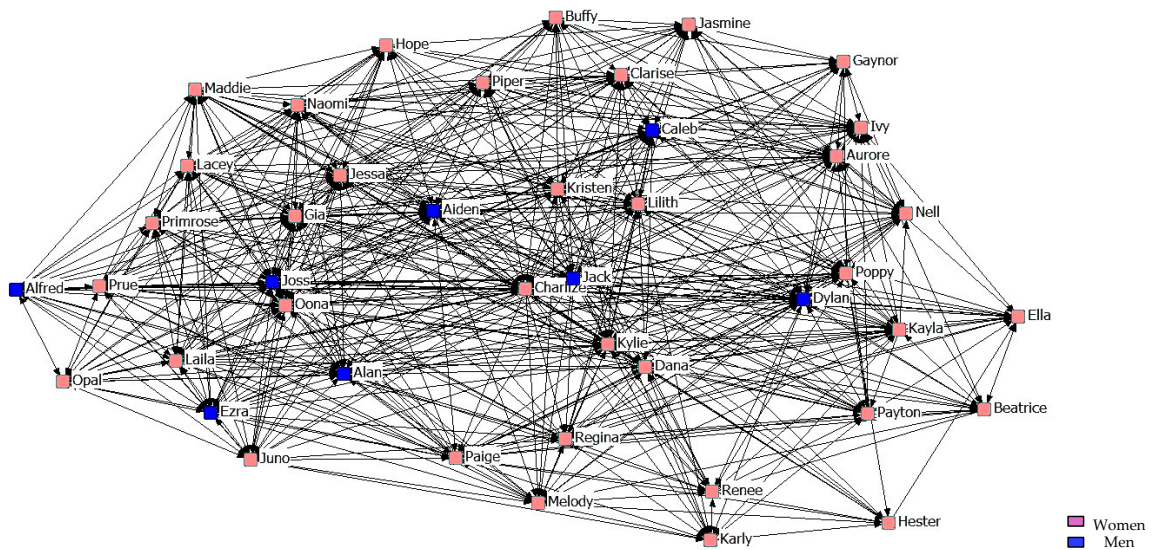 Buffy
Jasmine
Hope
Gaynor
Clarise
Piper
Maddie
Naomi
Caleb
Ivy
Aurore
Lacey
Jessa
Kristen
Lilith
Aiden
Nell
Gia
Primrose
Poppy
Jack
Joss
Prue
Alfred
Charlize
Dylan
Oona
Ella
Kayla
Kylie
Laila
Dana
Alan
Opal
Beatrice
Ezra
Payton
Regina
Juno
Paige
Renee
Melody
Hester
Karly
Women
Men